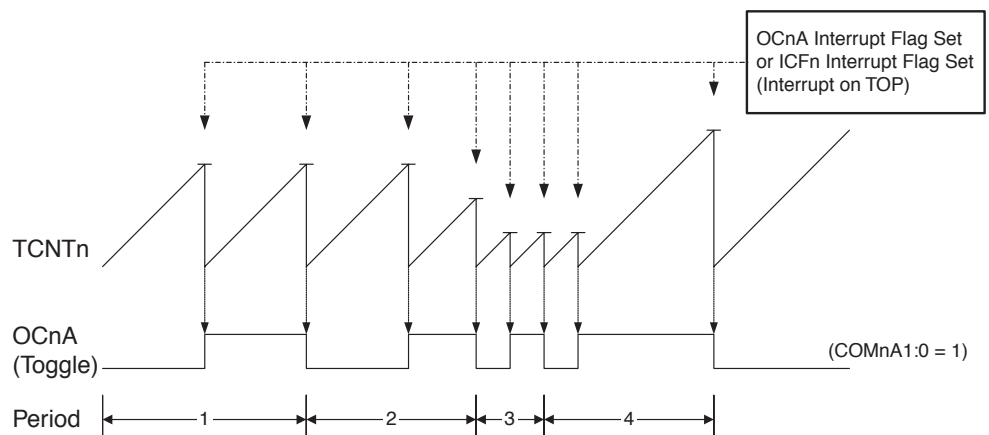 OCnA Interrupt Flag Set
or ICFn Interrupt Flag Set
(Interrupt on TOP)
TCNTn
OCnA
(Toggle)
(COMnA1:0 = 1)
Period
1
2
3
4